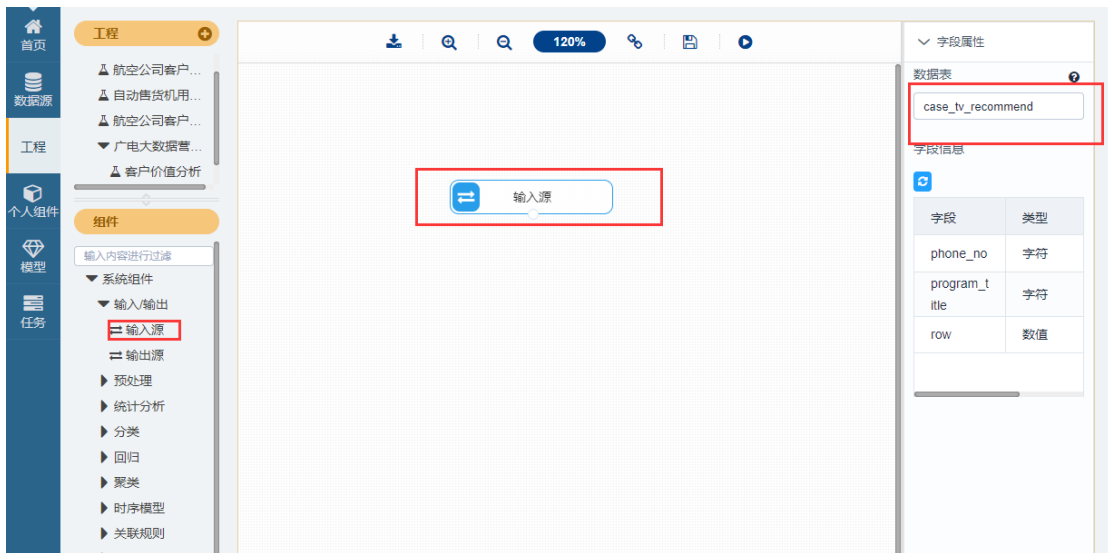 首页
数据源
工程
个人组件
模型
任务
工程
航空公司客户...
自动售货机用...
航空公司客户...
广电大数据营...
客户价值分析
组件
输入内容进行过滤
系统组件
输入/输出
输入源
输出源
预处理
统计分析
分类
回归
聚类
时序模型
关联规则
120%
输入源
字段属性
数据表
case_tv_recommend
字段信息
字段 类型
phone_no 字符
program_t
itle 字符
row 数值